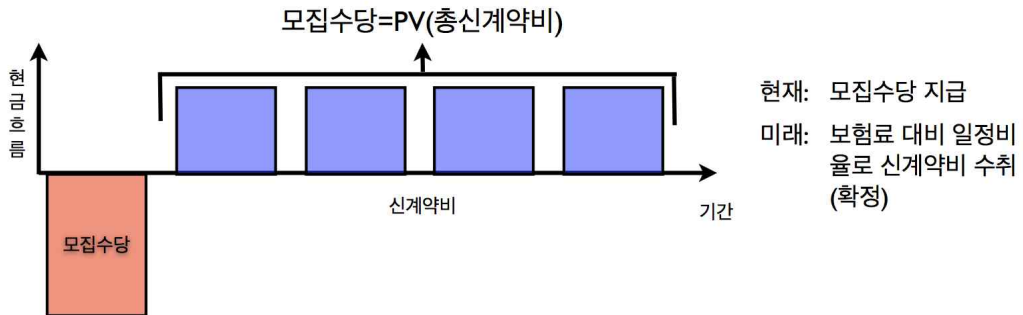 모집수당=PV(총신계약비)
현금흐름
현재: 모집수당 지급
미래: 보험료 대비 일정비
율로 신계약비 수취
(확정)
신계약비
기간
모집수당